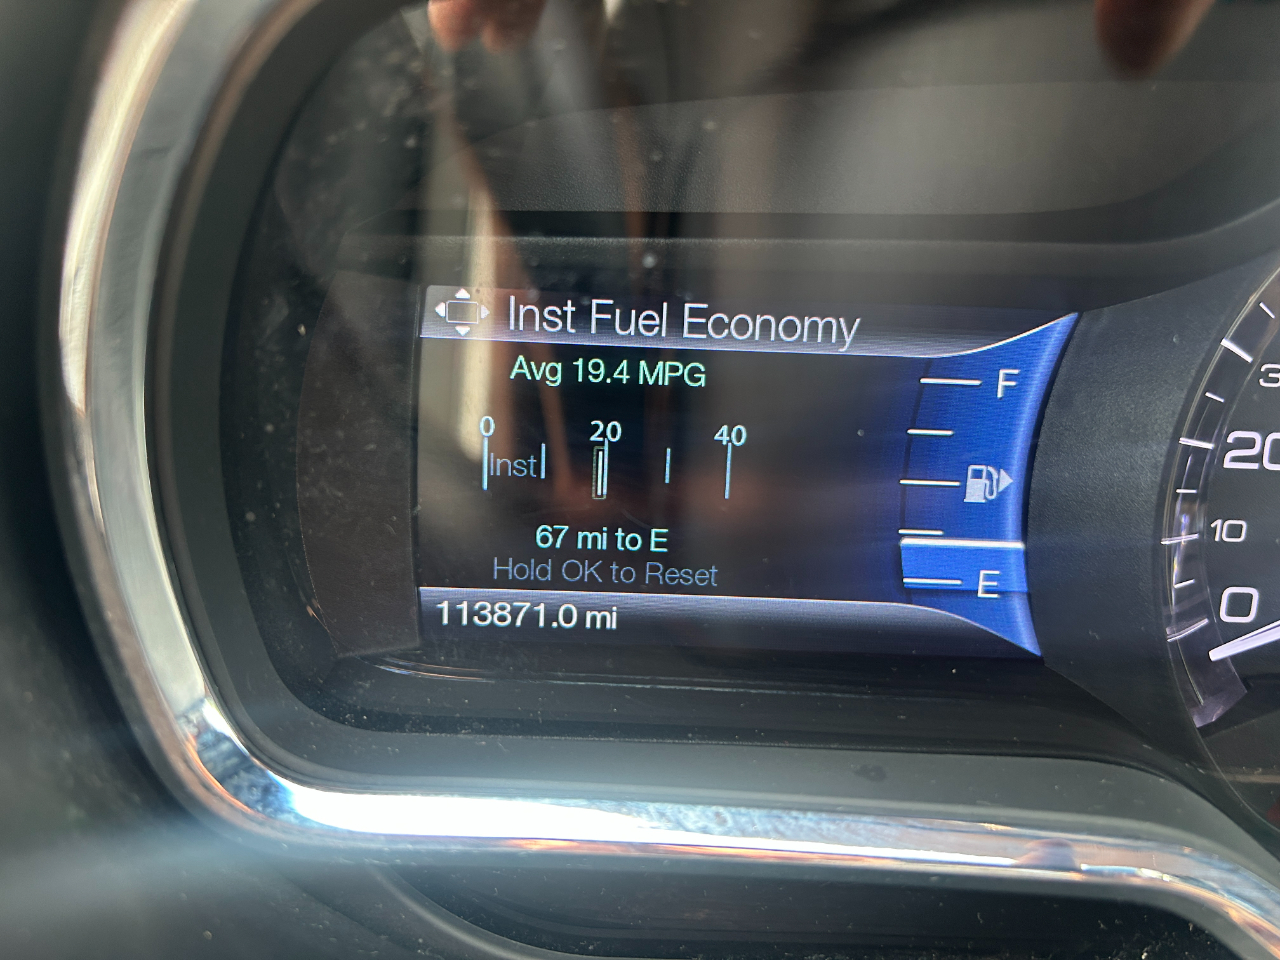 Inst Fuel Economy
Avg 19.4 MPG
0 20 40
Inst
67 mi to E
Hold OK to Reset
113871.0 mi
F
E
20
10
0